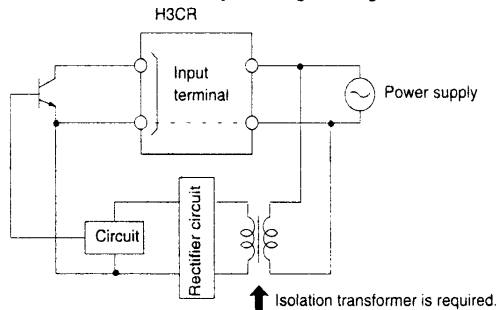 H3CR
Input
terminal
Power supply
Circuit
Rectifier circuit
Isolation transformer is required.